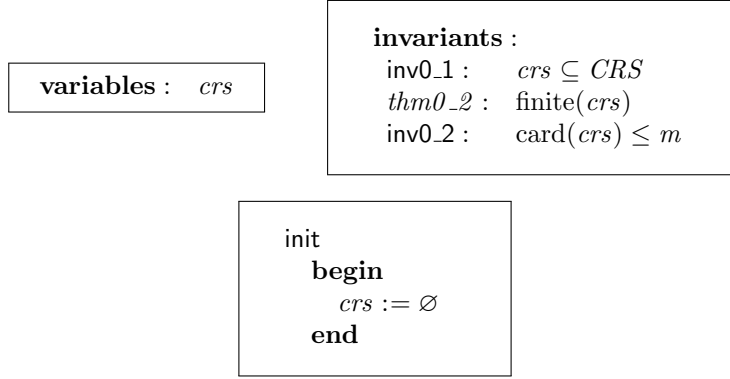 variables : crs
invariants :
inv0_1 : crs ⊆ CRS
thm0_2 : finite(crs)
inv0_2 : card(crs) ≤ m
init
begin
crs := ∅
end